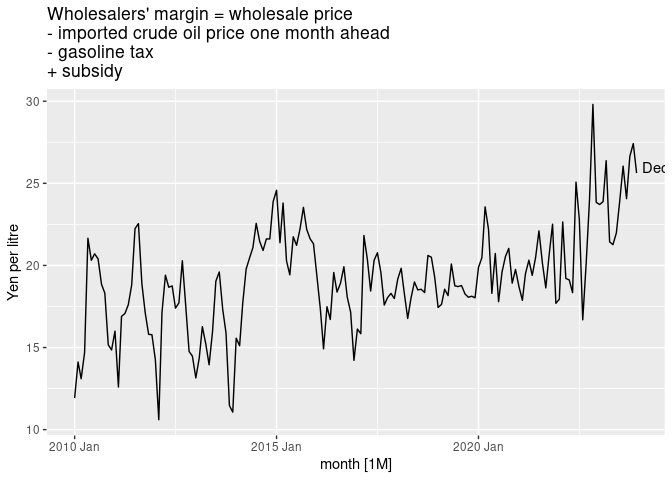 Wholesalers' margin = wholesale price
- imported crude oil price one month ahead
- gasoline tax
+ subsidy
30
25
20
15
10
Yen per litre
Dec
2010 Jan
2015 Jan
2020 Jan
month [1M]